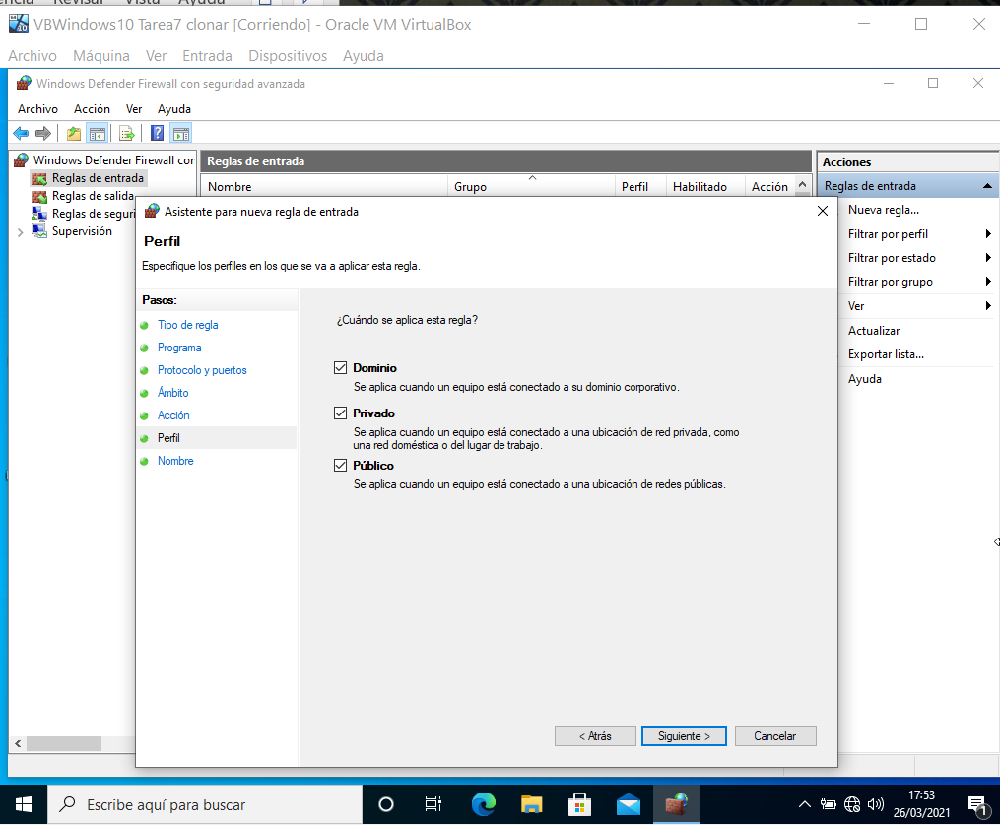 Revisar Vista Ayuda
VBWindows10 Tarea7 clonar [Corriendo] - Oracle VM VirtualBox
Archivo Máquina Ver Entrada Dispositivos Ayuda
Windows Defender Firewall con seguridad avanzada
Archivo Acción Ver Ayuda
Windows Defender Firewall con
Reglas de entrada
Reglas de salida
Reglas de seguri
Supervisión
Reglas de entrada
Nombre Grupo Perfil Habilitado Acción
Acciones
Reglas de entrada
Nueva regla...
Filtrar por perfil
Filtrar por estado
Filtrar por grupo
Ver
Actualizar
Exportar lista...
Ayuda
Asistente para nueva regla de entrada
Perfil
Especifique los perfiles en los que se va a aplicar esta regla.
Pasos:
Tipo de regla
Programa
Protocolo y puertos
Ámbito
Acción
Perfil
Nombre
¿Cuándo se aplica esta regla?
Dominio
Se aplica cuando un equipo está conectado a su dominio corporativo.
Privado
Se aplica cuando un equipo está conectado a una ubicación de red privada, como
una red doméstica o del lugar de trabajo.
Público
Se aplica cuando un equipo está conectado a una ubicación de redes públicas.
< Atrás Siguiente > Cancelar
Escribe aquí para buscar
17:53
26/03/2021
1